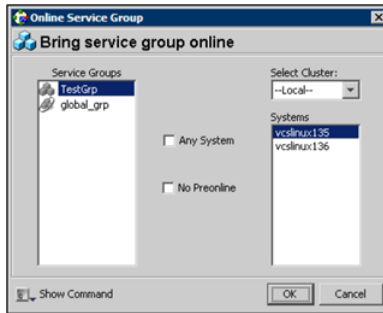 Online Service Group
Bring service group online
Service Groups
TestGrp
global_grp
Any System
No Preonline
Select Cluster:
--Local--
Systems
vcslinux135
vcslinux136
Show Command
OK
Cancel